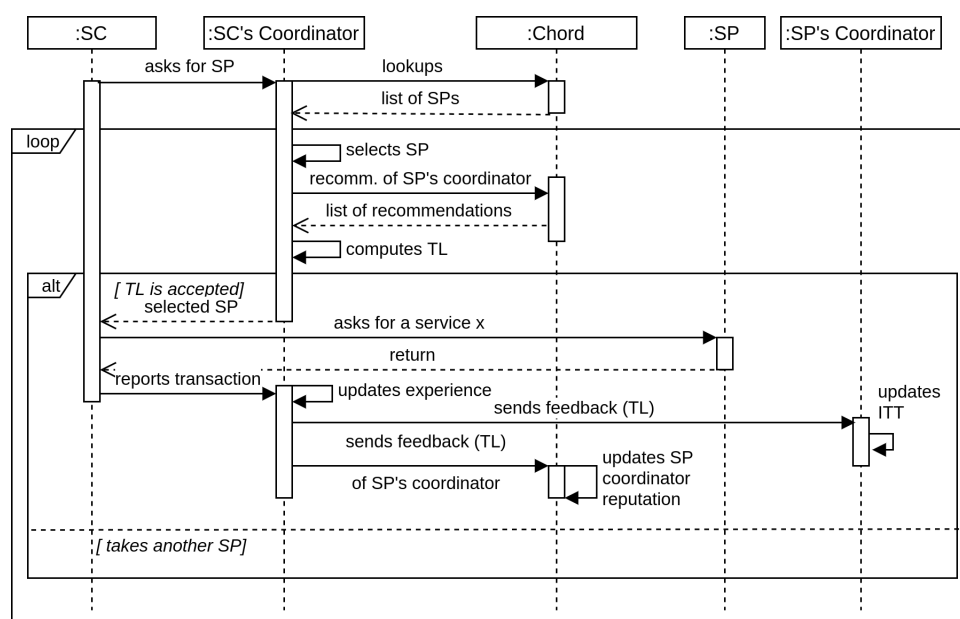 :SC
:SC's Coordinator
:Chord
:SP
:SP's Coordinator
asks for SP
lookups
list of SPs
loop
selects SP
recomm. of SP's coordinator
list of recommendations
computes TL
alt
[ TL is accepted]
selected SP
asks for a service x
return
reports transaction
updates experience
updates
ITT
sends feedback (TL)
sends feedback (TL)
of SP's coordinator
updates SP
coordinator
reputation
[ takes another SP]